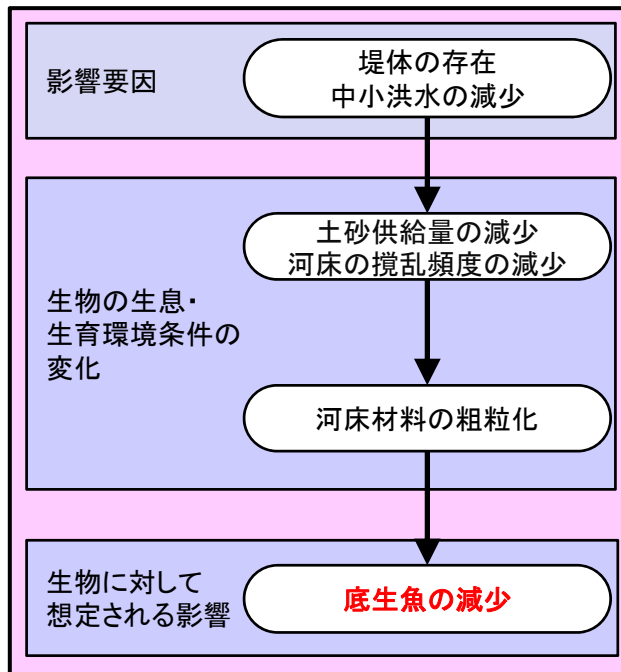 影響要因
堤体の存在
中小洪水の減少
土砂供給量の減少
河床の撹乱頻度の減少
生物の生息・
生育環境条件の
変化
河床材料の粗粒化
生物に対して
想定される影響
底生魚の減少